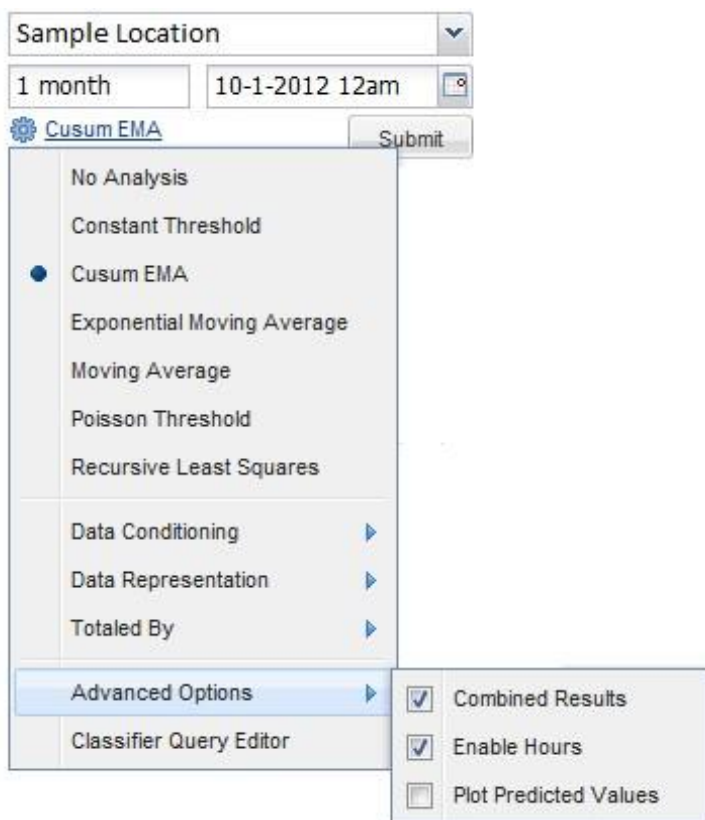 Sample Location
1 month
10-1-2012 12am
Cusum EMA
Submit
No Analysis
Constant Threshold
Cusum EMA
Exponential Moving Average
Moving Average
Poisson Threshold
Recursive Least Squares
Data Conditioning
Data Representation
Totaled By
Advanced Options
Classifier Query Editor
Combined Results
Enable Hours
Plot Predicted Values